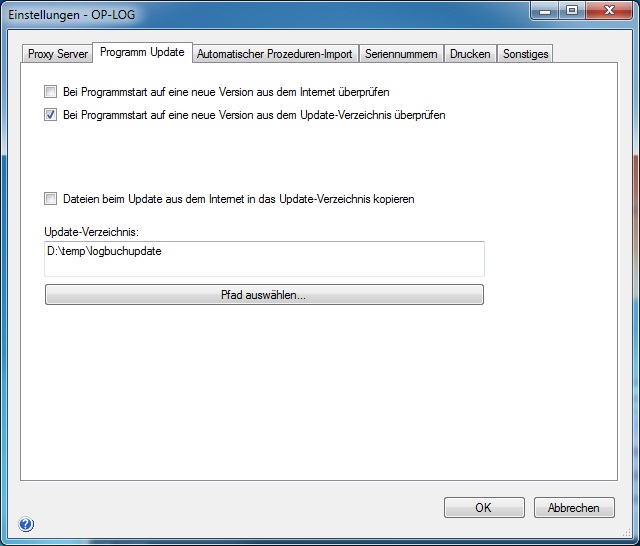 Einstellungen - OP-LOG
Proxy Server Programm Update Automatischer Prozeduren-Import Seriennummern Drucken Sonstiges
Bei Programmstart auf eine neue Version aus dem Internet überprüfen
Bei Programmstart auf eine neue Version aus dem Update-Verzeichnis überprüfen
Dateien beim Update aus dem Internet in das Update-Verzeichnis kopieren
Update-Verzeichnis:
D:\temp\logbuchupdate
Pfad auswählen...
OK Abbrechen
?